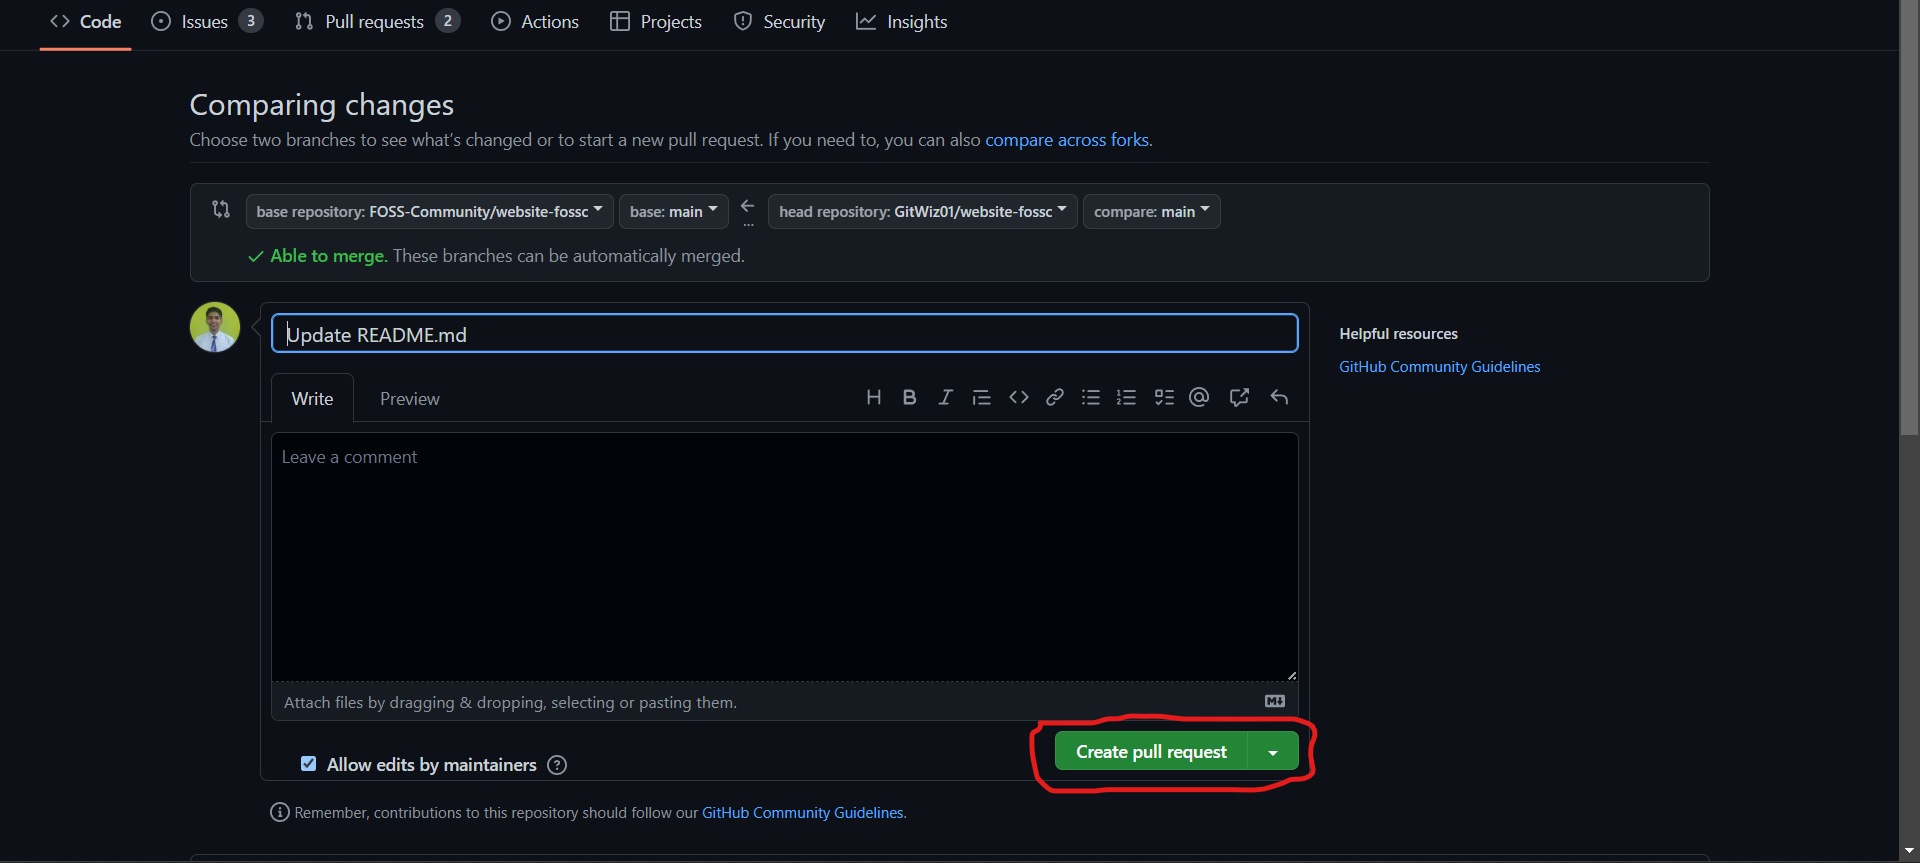 Code Issues 3 Pull requests 2 Actions Projects Security Insights
Comparing changes
Choose two branches to see what's changed or to start a new pull request. If you need to, you can also compare across forks.
base repository: FOSS-Community/website-fossc base: main ... head repository: GitWiz01/website-fossc compare: main
Able to merge. These branches can be automatically merged.
Update README.md
Helpful resources
GitHub Community Guidelines
Write Preview
Leave a comment
Attach files by dragging & dropping, selecting or pasting them.
Create pull request
Allow edits by maintainers
Remember, contributions to this repository should follow our GitHub Community Guidelines.